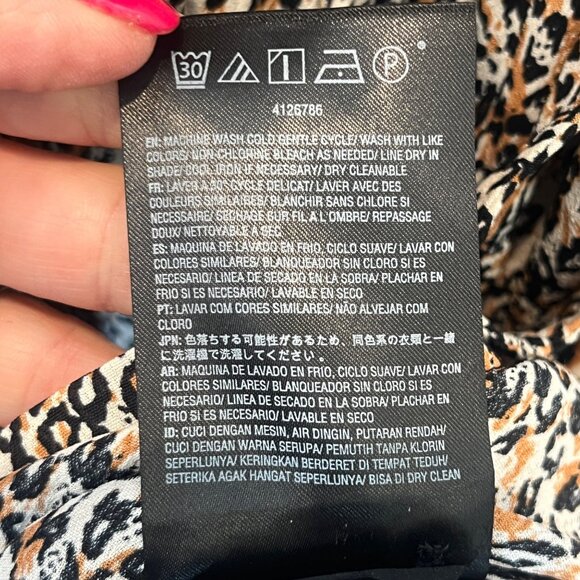 30 P
4126786
EN: MACHINE WASH COLD GENTLE CYCLE/ WASH WITH LIKE
COLORS/ NON-CHLORINE BLEACH AS NEEDED/ LINE DRY IN
SHADE/ COOL IRON IF NECESSARY/ DRY CLEANABLE
FR: LAVER A 30° CYCLE DELICAT/ LAVER AVEC DES
COULEURS SIMILAIRES/ BLANCHIR SANS CHLORE SI
NECESSAIRE/ SECHAGE SUR FIL A L'OMBRE/ REPASSAGE
DOUX/ NETTOYABLE A SEC
ES: MAQUINA DE LAVADO EN FRIO, CICLO SUAVE/ LAVAR CON
COLORES SIMILARES/ BLANQUEADOR SIN CLORO SI ES
NECESARIO/ LINEA DE SECADO EN LA SOBRA/ PLACHAR EN
FRIO SI ES NECESARIO/ LAVABLE EN SECO
PT: LAVAR COM CORES SIMILARES/ NÃO ALVEJAR COM
CLORO
JPN: 色落ちする可能性があるため、同色系の衣類と一緒
に洗濯機で洗濯してください。
AR: MAQUINA DE LAVADO EN FRIO, CICLO SUAVE/ LAVAR CON
COLORES SIMILARES/ BLANQUEADOR SIN CLORO SI ES
NECESARIO/ LINEA DE SECADO EN LA SOBRA/ PLACHAR EN
FRIO SI ES NECESARIO/ LAVABLE EN SECO
ID: CUCI DENGAN MESIN, AIR DINGIN, PUTARAN RENDAH/
CUCI DENGAN WARNA SERUPA/ PEMUTIH TANPA KLORIN
SEPERLUNYA/ KERINGKAN BERDERET DI TEMPAT TEDUH/
SETERIKA AGAK HANGAT SEPERLUNYA/ BISA DI DRY CLEAN